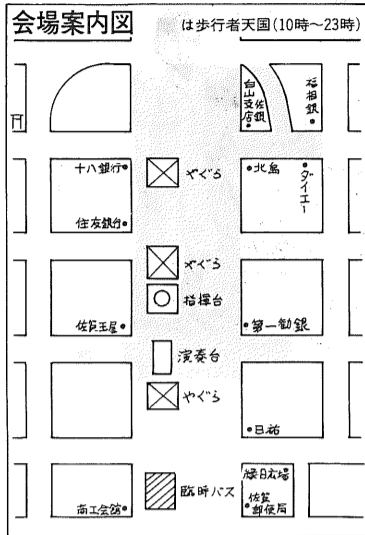 会場案内図
は歩行者天国(10時〜23時)
佐銀
白山支店
福相銀
十八銀行
やぐら
北島
ダイエー
住友銀行
やぐら
指揮台
佐賀玉屋
第一勧銀
演奏台
やぐら
日祐
商工会館
臨時バス
縁日広場
佐賀
郵便局